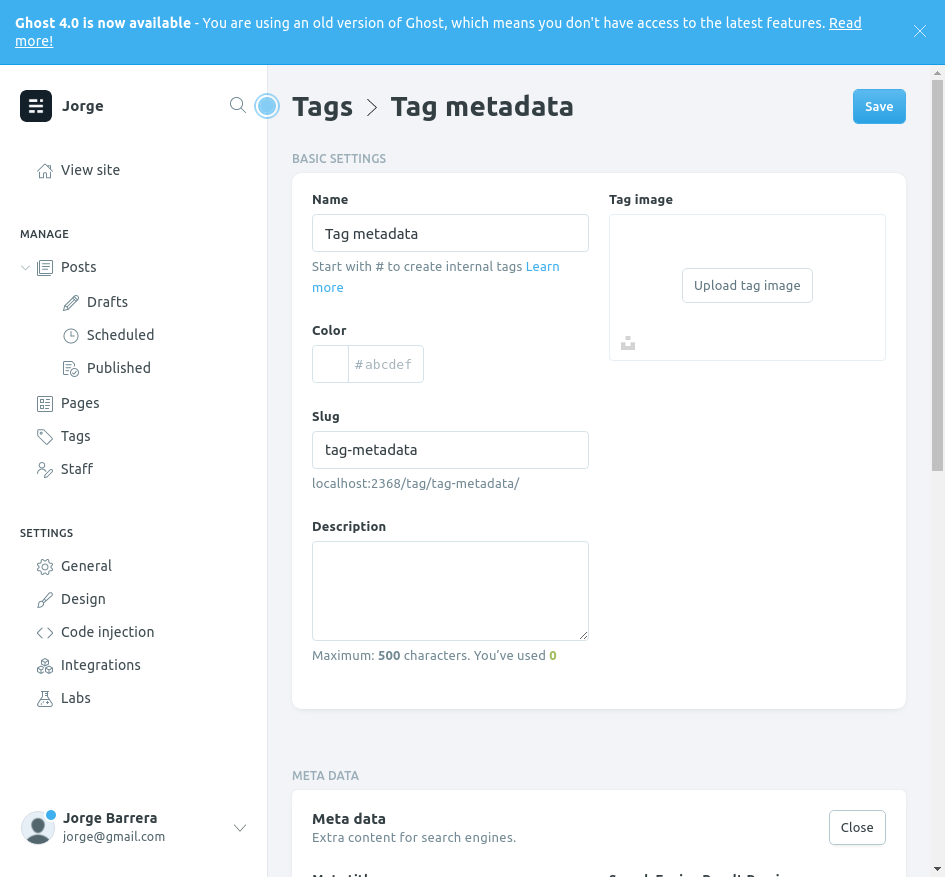 Ghost 4.0 is now available - You are using an old version of Ghost, which means you don't have access to the latest features. Read
more!
Jorge
View site
MANAGE
Posts
Drafts
Scheduled
Published
Pages
Tags
Staff
SETTINGS
General
Design
Code injection
Integrations
Labs
Jorge Barrera
jorge@gmail.com
Tags > Tag metadata
Save
BASIC SETTINGS
Name
Tag metadata
Start with # to create internal tags Learn
more
Color
#abcdef
Slug
tag-metadata
localhost:2368/tag/tag-metadata/
Description
Maximum: 500 characters. You’ve used 0
Tag image
Upload tag image
META DATA
Meta data
Extra content for search engines.
Close